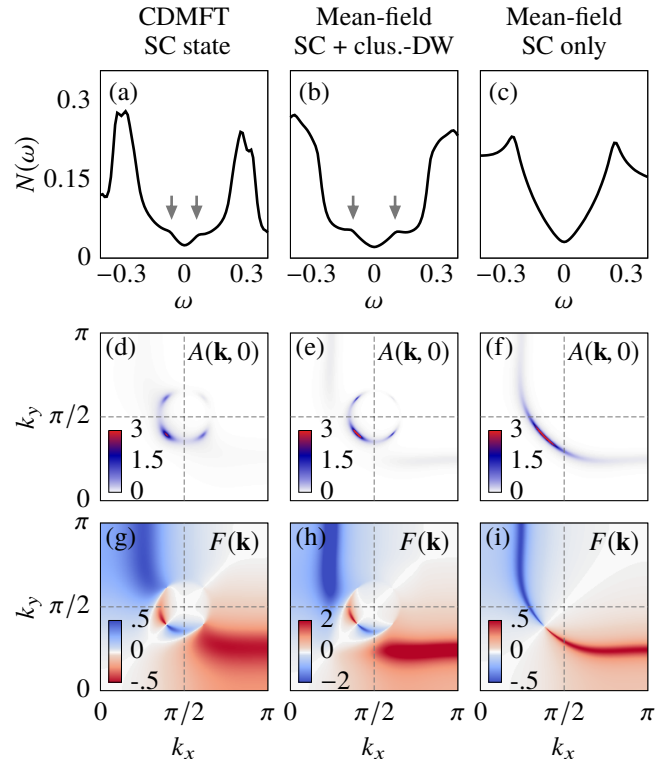 CDMFT Mean-field Mean-field
SC state SC + clus.-DW SC only
(a) (b) (c)
0.3
0.15
0
N(ω)
−0.3 0 0.3 −0.3 0 0.3 −0.3 0 0.3
ω ω ω
(d) A(k, 0) (e) A(k, 0) (f) A(k, 0)
π
π/2
0
k_y
3 3 3
1.5 1.5 1.5
0 0 0
(g) F(k) (h) F(k) (i) F(k)
π
π/2
0
k_y
.5 2 .5
0 0 0
-.5 −2 -.5
0 π/2 π π/2 π π/2 π
k_x k_x k_x